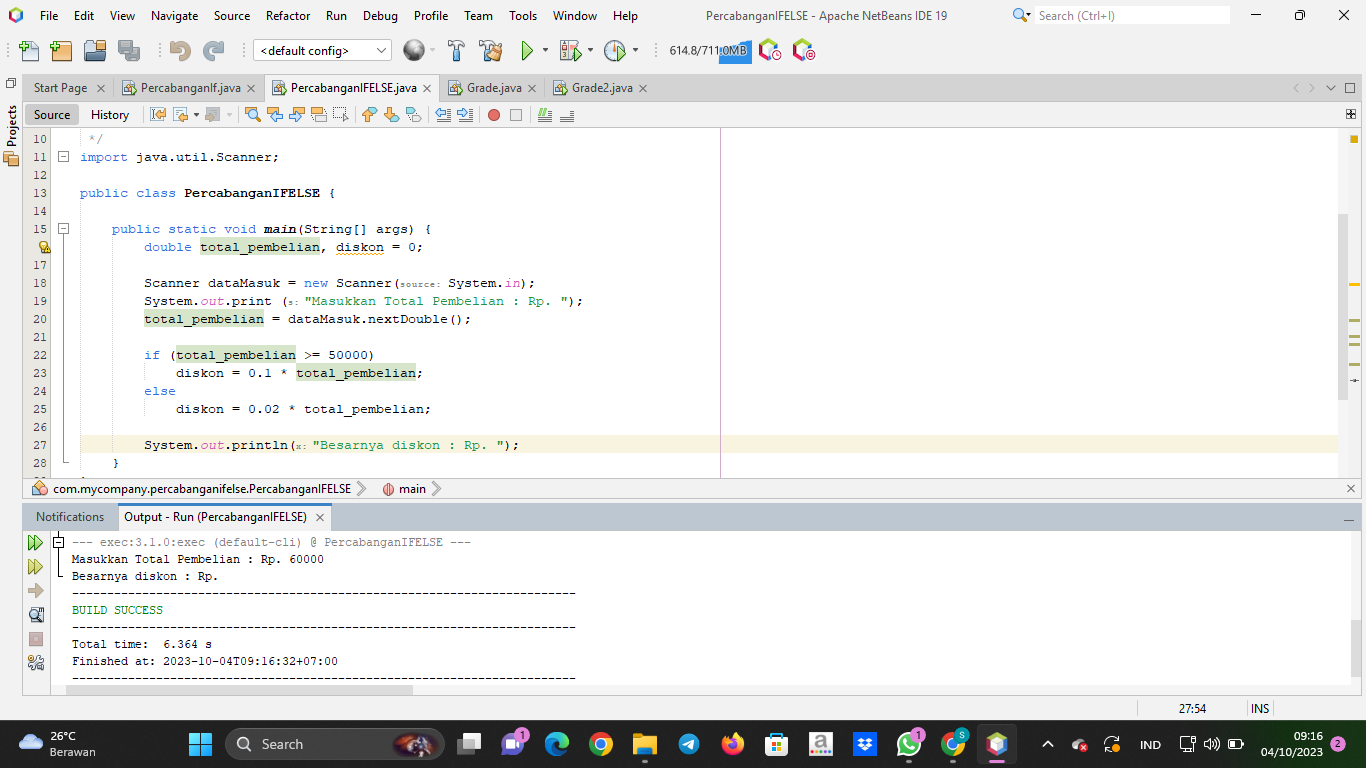 File Edit View Navigate Source Refactor Run Debug Profile Team Tools Window Help PercabanganIFELSE - Apache NetBeans IDE 19 Search (Ctrl+I)
<default config> 614.8/711.0MB
Start Page PercabanganIf.java PercabanganIFELSE.java Grade.java Grade2.java
Projects
Source History
10 */
11 import java.util.Scanner;
12
13 public class PercabanganIFELSE {
14
15 public static void main(String[] args) {
double total_pembelian, diskon = 0;
17
18 Scanner dataMasuk = new Scanner(source: System.in);
19 System.out.print (s: "Masukkan Total Pembelian : Rp. ");
20 total_pembelian = dataMasuk.nextDouble();
21
22 if (total_pembelian >= 50000)
23 diskon = 0.1 * total_pembelian;
24 else
25 diskon = 0.02 * total_pembelian;
26
27 System.out.println(x: "Besarnya diskon : Rp. ");
28 }
com.mycompany.percabanganifelse.PercabanganIFELSE main
Notifications Output - Run (PercabanganIFELSE)
--- exec:3.1.0:exec (default-cli) @ PercabanganIFELSE ---
Masukkan Total Pembelian : Rp. 60000
Besarnya diskon : Rp.
------------------------------------------------------------------------
BUILD SUCCESS
------------------------------------------------------------------------
Total time:  6.364 s
Finished at: 2023-10-04T09:16:32+07:00
------------------------------------------------------------------------
27:54 INS
26°C
Berawan
Search
1
a
1
S
IND
09:16
04/10/2023
2